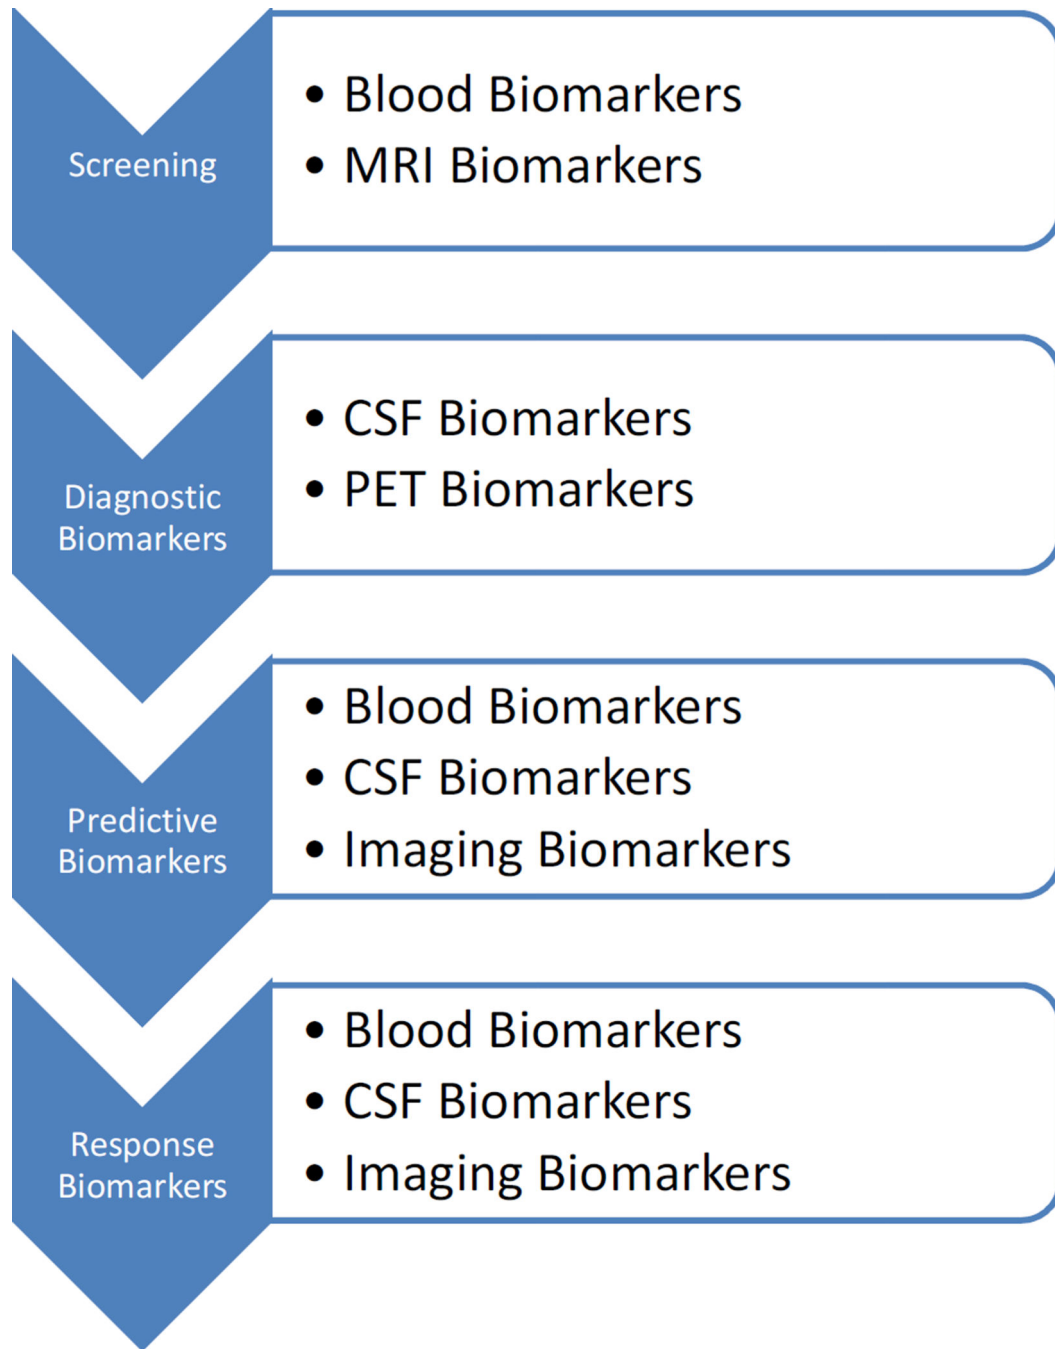 Screening
• Blood Biomarkers
• MRI Biomarkers
Diagnostic
Biomarkers
• CSF Biomarkers
• PET Biomarkers
Predictive
Biomarkers
• Blood Biomarkers
• CSF Biomarkers
• Imaging Biomarkers
Response
Biomarkers
• Blood Biomarkers
• CSF Biomarkers
• Imaging Biomarkers